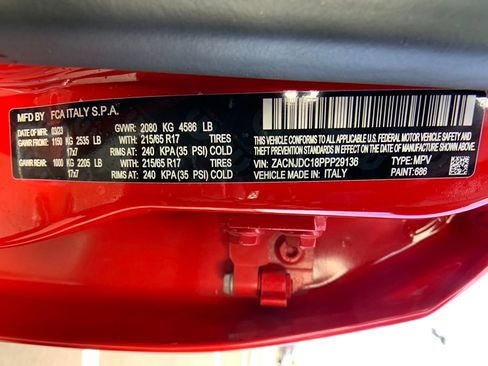 MFD BY FCA ITALY S.P.A.
DATE OF MFR: 03/23 GVWR: 2080 KG 4586 LB
GAWR FRONT: 1150 KG 2535 LB WITH 215/65 R17 TIRES
17x7 RIMS AT: 240 KPA(35 PSI) COLD
GAWR REAR: 1000 KG 2205 LB WITH 215/65 R17 TIRES
17x7 RIMS AT: 240 KPA(35 PSI) COLD
THIS VEHICLE CONFORMS TO ALL APPLICABLE U.S. FEDERAL MOTOR VEHICLE
SAFETY, BUMPER, AND THEFT PREVENTION STANDARDS IN EFFECT ON THE
DATE OF MANUFACTURE SHOWN ABOVE.
VIN: ZACNJDC18PPP29136 TYPE: MPV
VEHICLE MADE IN: ITALY PAINT: 686